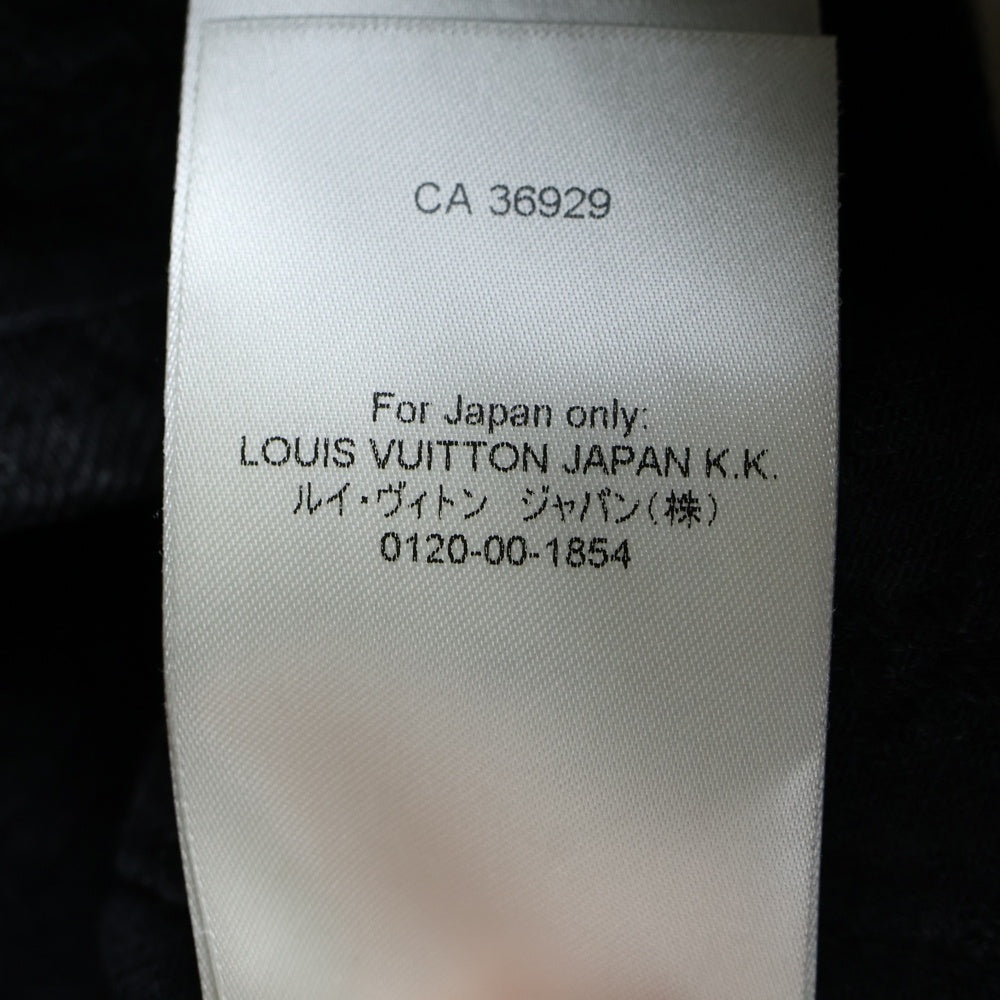 CA 36929
For Japan only:
LOUIS VUITTON JAPAN K.K.
ルイ・ヴィトン　ジャパン(株)
0120-00-1854